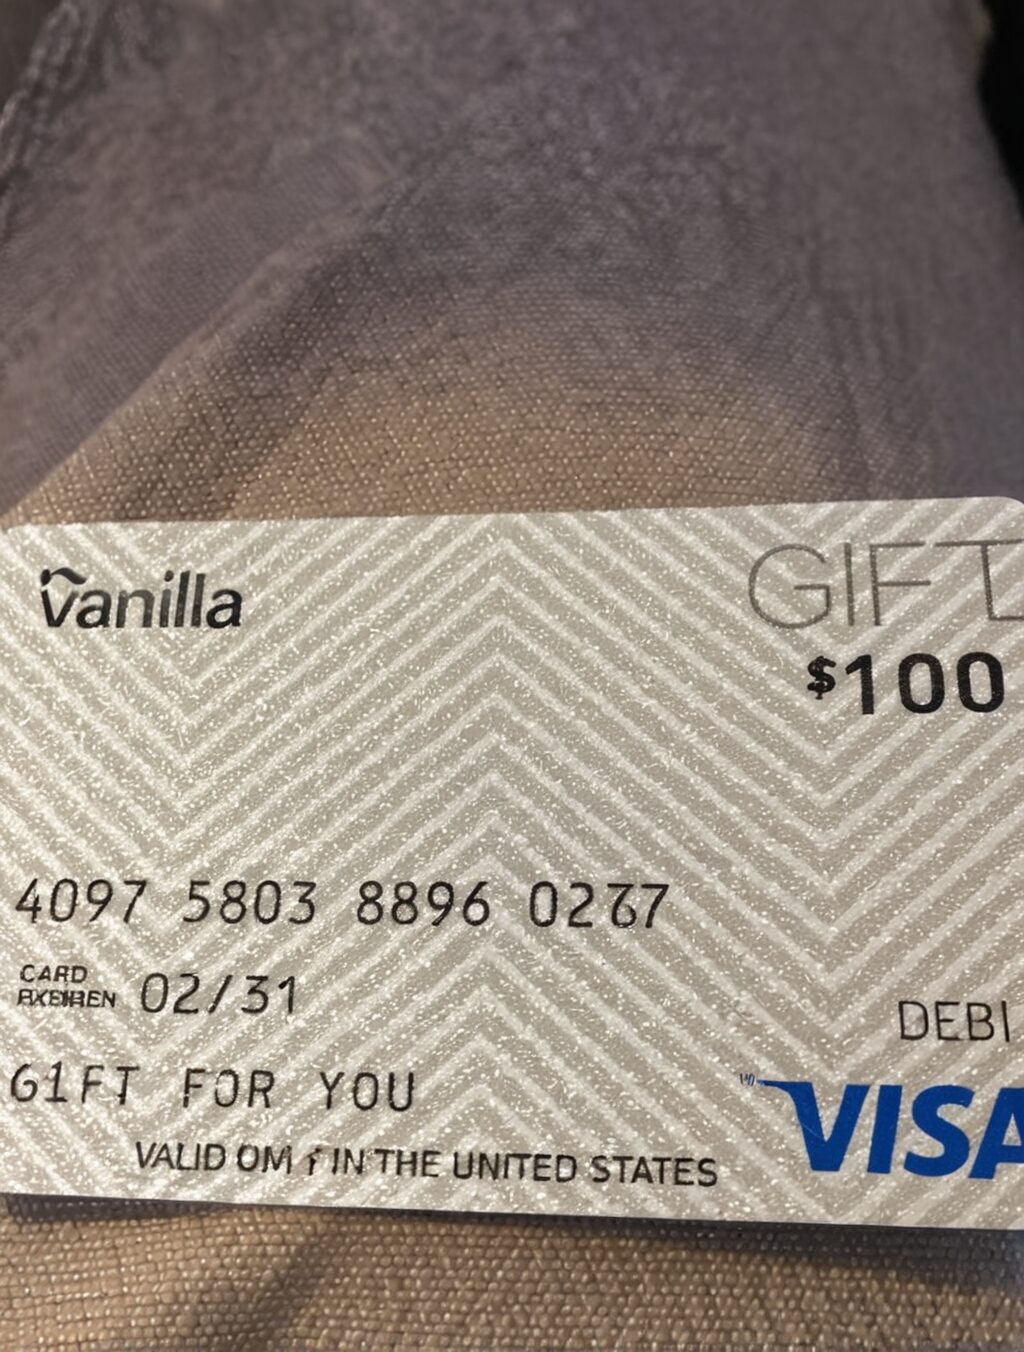 vanilla
GIFT
$100
4097 5803 8896 0267
CARD
02/31
G1FT FOR YOU
VALID IN THE UNITED STATES
DEBI
VISA